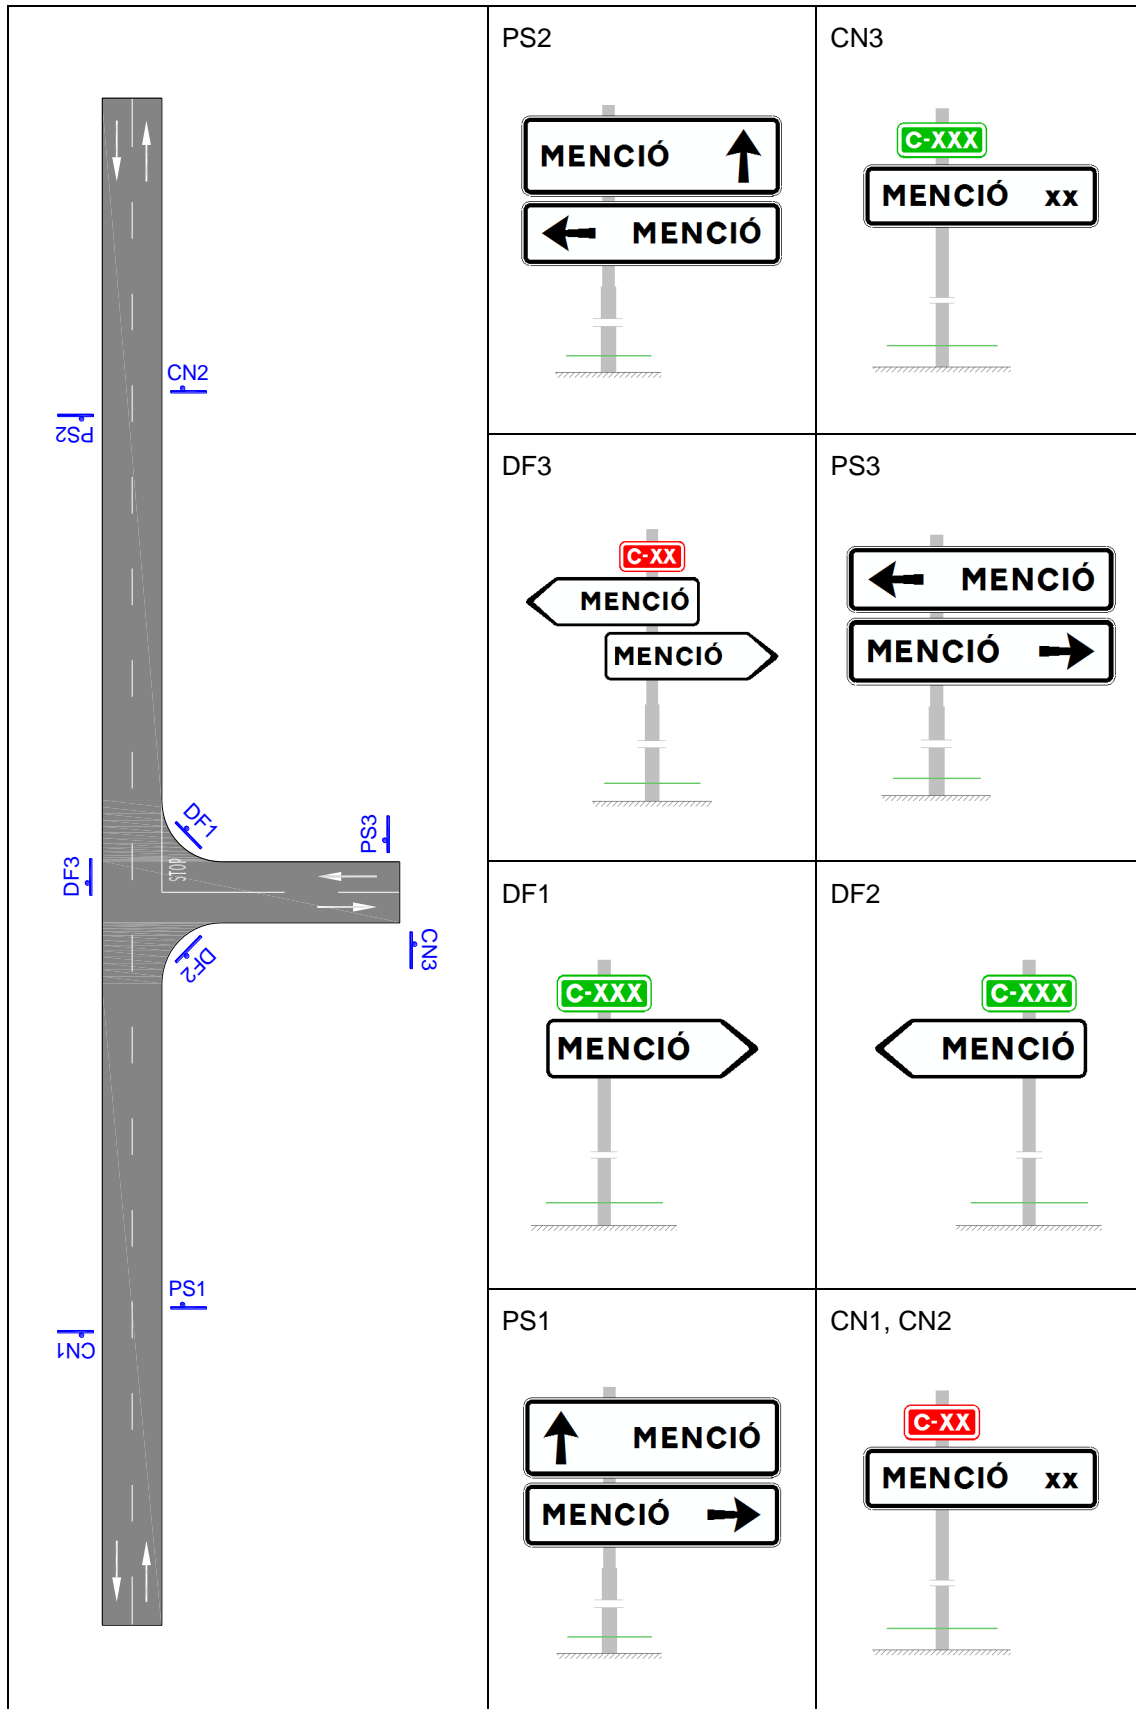 CN2
PS2
DF1
PS3
DF3
STOP
CN3
DF2
PS1
CN1
PS2
MENCIÓ
MENCIÓ
CN3
C-XXX
MENCIÓ xx
DF3
C-XX
MENCIÓ
MENCIÓ
PS3
MENCIÓ
MENCIÓ
DF1
C-XXX
MENCIÓ
DF2
C-XXX
MENCIÓ
PS1
MENCIÓ
MENCIÓ
CN1, CN2
C-XX
MENCIÓ xx